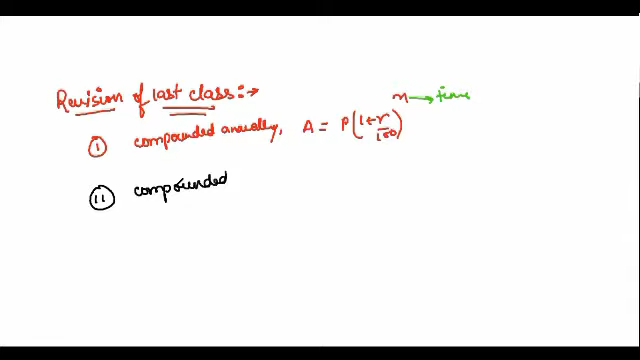 Revision of last class:→
(i) compounded annually, A = P(1+r/100)^n → time
(ii) compounded